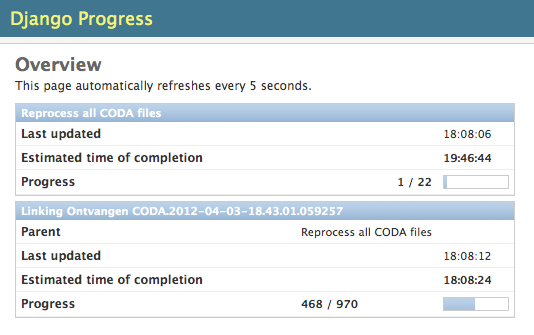 Django Progress
Overview
This page automatically refreshes every 5 seconds.
Reprocess all CODA files
Last updated 18:08:06
Estimated time of completion 19:46:44
Progress 1 / 22
Linking Ontvangen CODA.2012-04-03-18.43.01.059257
Parent Reprocess all CODA files
Last updated 18:08:12
Estimated time of completion 18:08:24
Progress 468 / 970